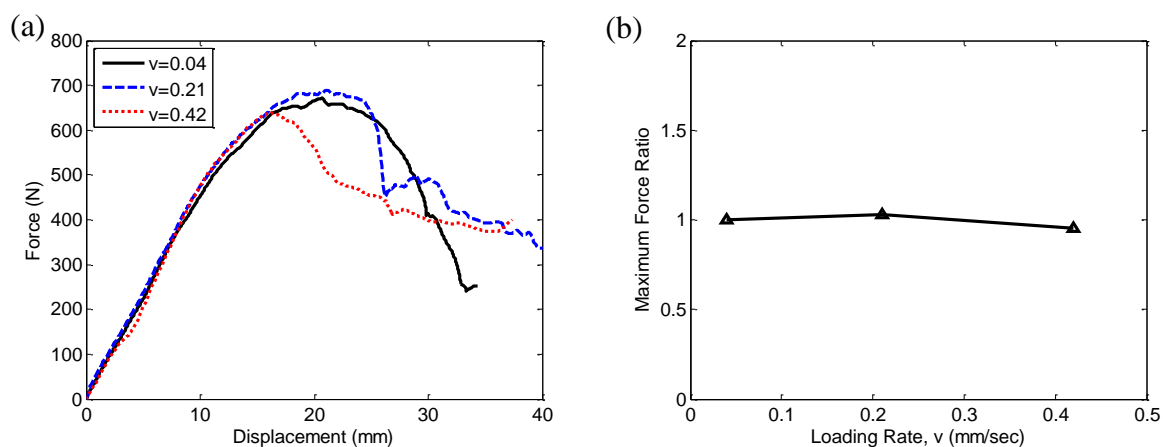 (a)
800
700
600
500
400
300
200
100
0
Force (N)
v=0.04
v=0.21
v=0.42
0 10 20 30 40
Displacement (mm)
(b)
2
1.5
1
0.5
0
Maximum Force Ratio
0 0.1 0.2 0.3 0.4 0.5
Loading Rate, v (mm/sec)